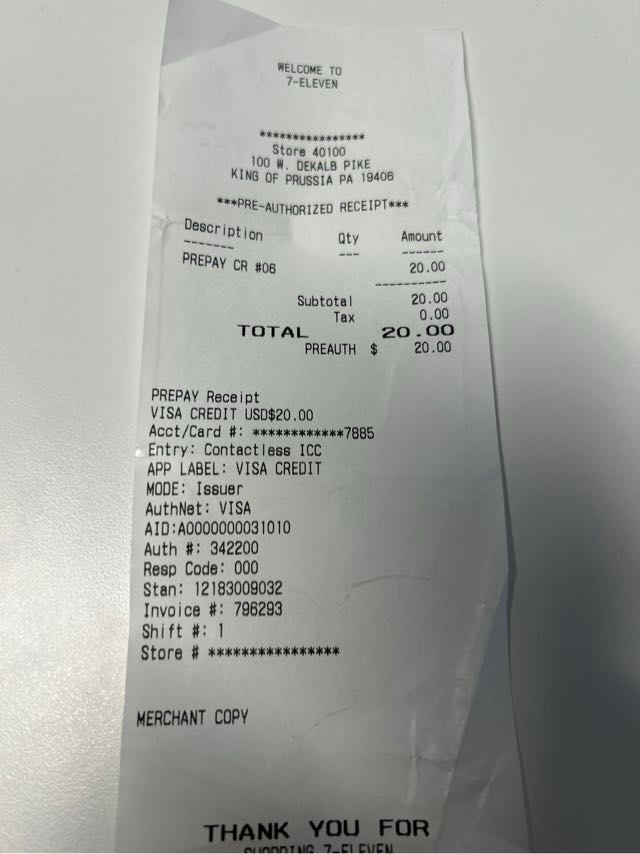 WELCOME TO
7-ELEVEN
****************
Store 40100
100 W. DEKALB PIKE
KING OF PRUSSIA PA 19406
***PRE-AUTHORIZED RECEIPT***
Description Qty Amount
------- --- ------
PREPAY CR #06 20.00
----------
Subtotal 20.00
Tax 0.00
TOTAL 20.00
PREAUTH $ 20.00
PREPAY Receipt
VISA CREDIT USD$20.00
Acct/Card #: ************7885
Entry: Contactless ICC
APP LABEL: VISA CREDIT
MODE: Issuer
AuthNet: VISA
AID:A0000000031010
Auth #: 342200
Resp Code: 000
Stan: 12183009032
Invoice #: 796293
Shift #: 1
Store # ****************
MERCHANT COPY
THANK YOU FOR
SHOPPING 7-ELEVEN